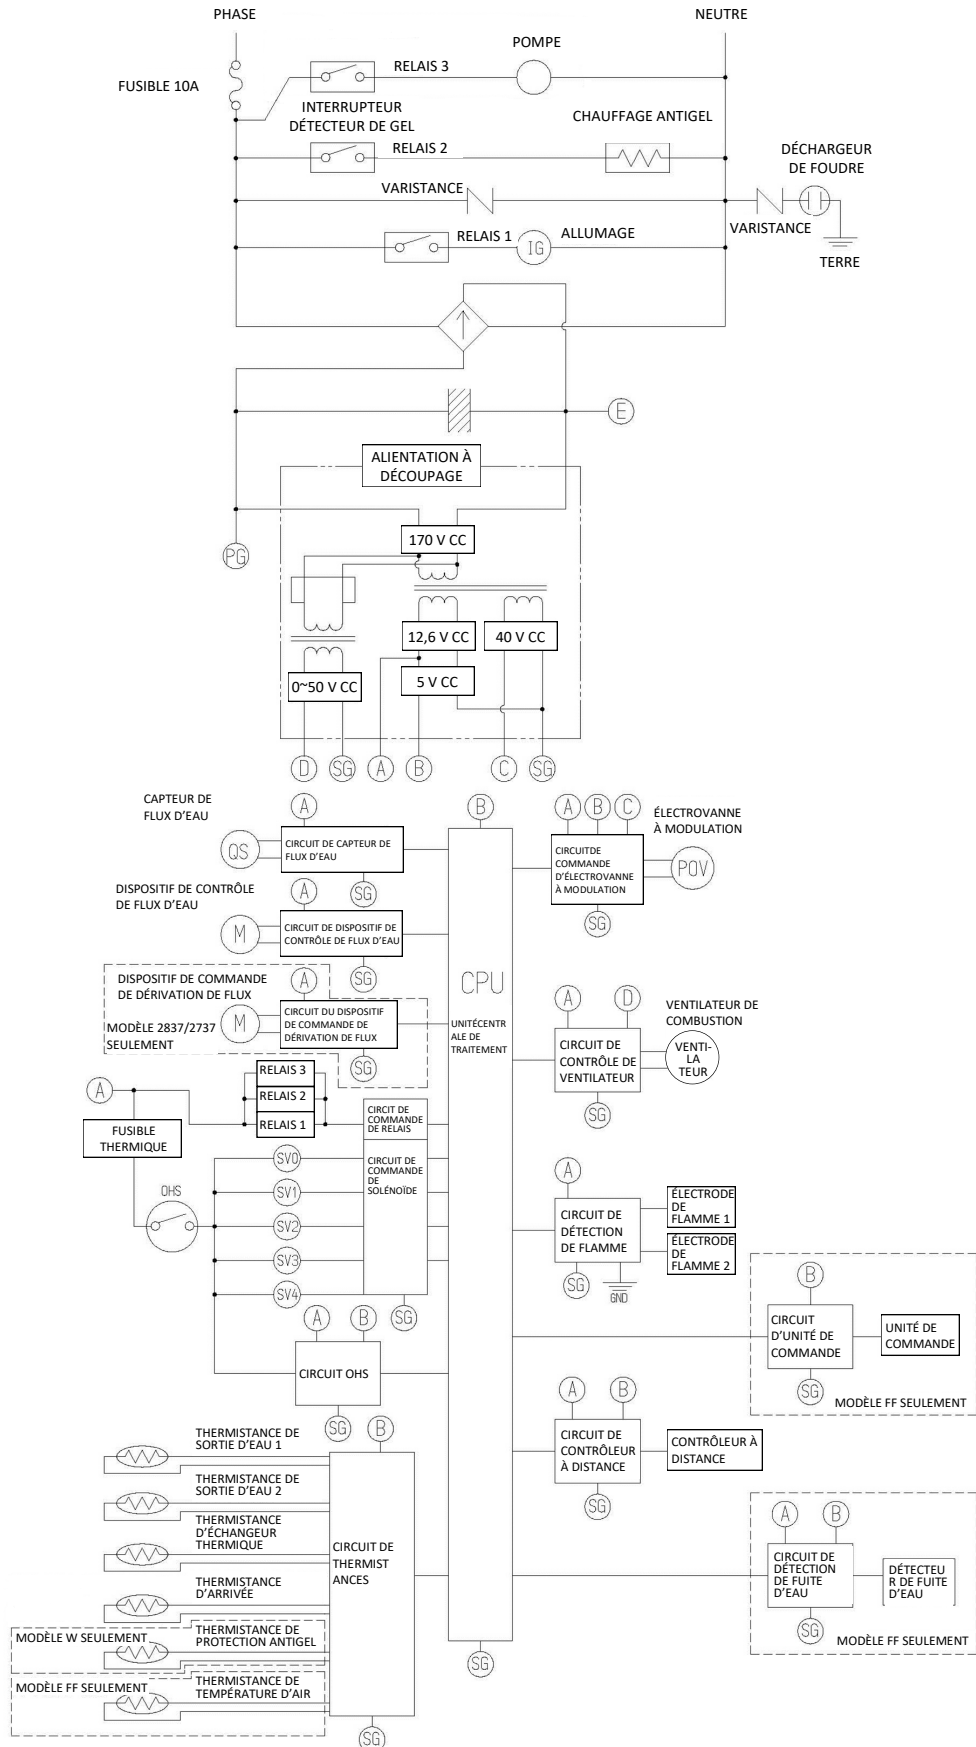 PHASE
NEUTRE
POMPE
RELAIS 3
FUSIBLE 10A
INTERRUPTEUR
DÉTECTEUR DE GEL
CHAUFFAGE ANTIGEL
RELAIS 2
DÉCHARGEUR
DE FOUDRE
VARISTANCE
VARISTANCE
RELAIS 1
IG
ALLUMAGE
TERRE
E
ALIENTATION À
DÉCOUPAGE
170 V CC
PG
12,6 V CC
40 V CC
5 V CC
0~50 V CC
D
SG
A
B
C
SG
CAPTEUR DE
FLUX D'EAU
A
QS
CIRCUIT DE CAPTEUR DE
FLUX D'EAU
SG
B
A
B
C
ÉLECTROVANNE
À MODULATION
CIRCUITDE
COMMANDE
D'ÉLECTROVANNE
À MODULATION
POV
SG
DISPOSITIF DE CONTRÔLE
DE FLUX D'EAU
A
M
CIRCUIT DE DISPOSITIF DE
CONTRÔLE DE FLUX D'EAU
SG
DISPOSITIF DE COMMANDE
DE DÉRIVATION DE FLUX
A
M
MODÈLE 2837/2737
SEULEMENT
CIRCUIT DU DISPOSITIF
DE COMMANDE DE
DÉRIVATION DE FLUX
SG
CPU
UNITÉCENTR
ALE DE
TRAITEMENT
A
D
VENTILATEUR DE
COMBUSTION
CIRCUIT DE
CONTRÔLE DE
VENTILATEUR
VENTI-
LA
TEUR
SG
A
RELAIS 3
RELAIS 2
RELAIS 1
CIRCIT DE
COMMANDE
DE RELAIS
FUSIBLE
THERMIQUE
SV0
SV1
SV2
SV3
SV4
CIRCUIT DE
COMMANDE
DE
SOLÉNOÏDE
OHS
SG
A
CIRCUIT DE
DÉTECTION
DE FLAMME
ÉLECTRODE
DE
FLAMME 1
ÉLECTRODE
DE
FLAMME 2
SG
GND
A
B
CIRCUIT OHS
SG
B
CIRCUIT
D'UNITÉ DE
COMMANDE
UNITÉ DE
COMMANDE
SG
MODÈLE FF SEULEMENT
A
B
CIRCUIT DE
CONTRÔLEUR
À DISTANCE
CONTRÔLEUR À
DISTANCE
SG
B
THERMISTANCE DE
SORTIE D'EAU 1
THERMISTANCE DE
SORTIE D'EAU 2
THERMISTANCE
D'ÉCHANGEUR
THERMIQUE
CIRCUIT DE
THERMIST
ANCES
THERMISTANCE
D'ARRIVÉE
MODÈLE W SEULEMENT
THERMISTANCE DE
PROTECTION ANTIGEL
MODÈLE FF SEULEMENT
THERMISTANCE DE
TEMPÉRATURE D'AIR
SG
SG
A
B
CIRCUIT DE
DÉTECTION
DE FUITE
D'EAU
DÉTECTEU
R DE FUITE
D'EAU
SG
MODÈLE FF SEULEMENT